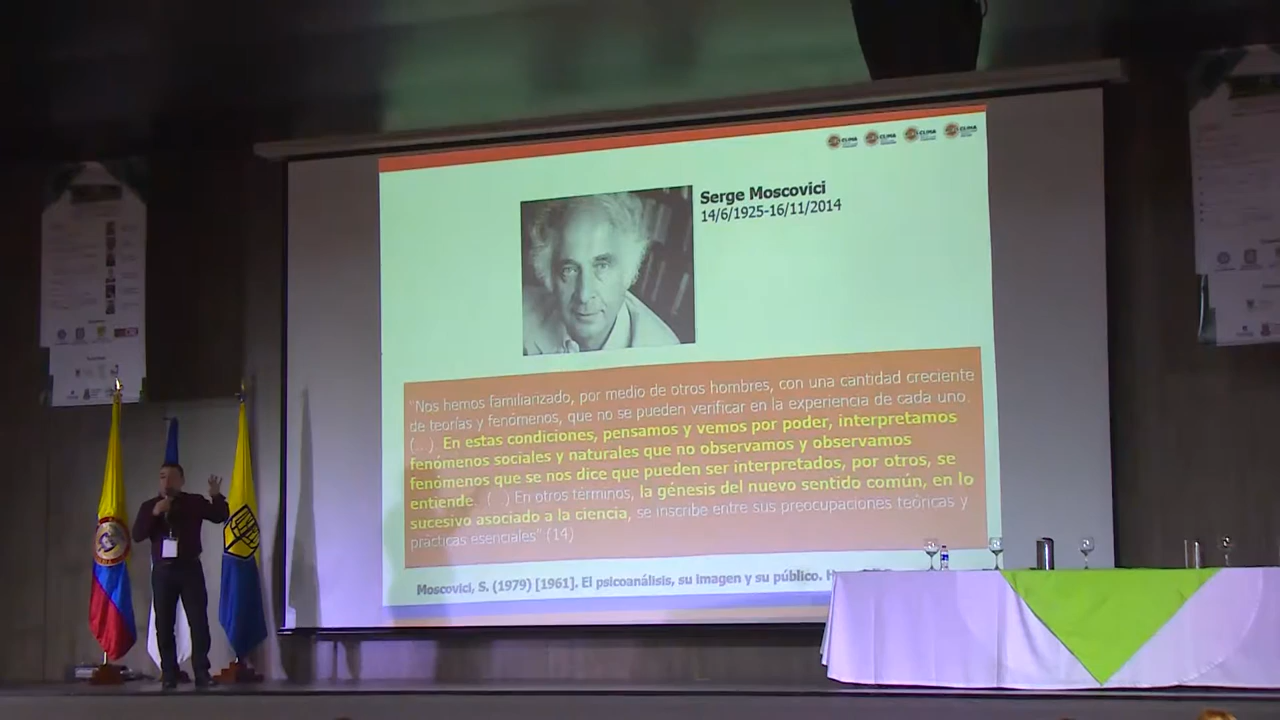 CLIMA CLIMA CLIMA CLIMA
Serge Moscovici
14/6/1925-16/11/2014
"Nos hemos familiarizado, por medio de otros hombres, con una cantidad creciente
de teorías y fenómenos, que no se pueden verificar en la experiencia de cada uno.
(...). En estas condiciones, pensamos y vemos por poder, interpretamos
fenómenos sociales y naturales que no observamos y observamos
fenómenos que se nos dice que pueden ser interpretados, por otros, se
entiende. (...) En otros términos, la génesis del nuevo sentido común, en lo
sucesivo asociado a la ciencia, se inscribe entre sus preocupaciones teóricas y
prácticas esenciales" (14)
Moscovici, S. (1979) [1961]. El psicoanálisis, su imagen y su público.